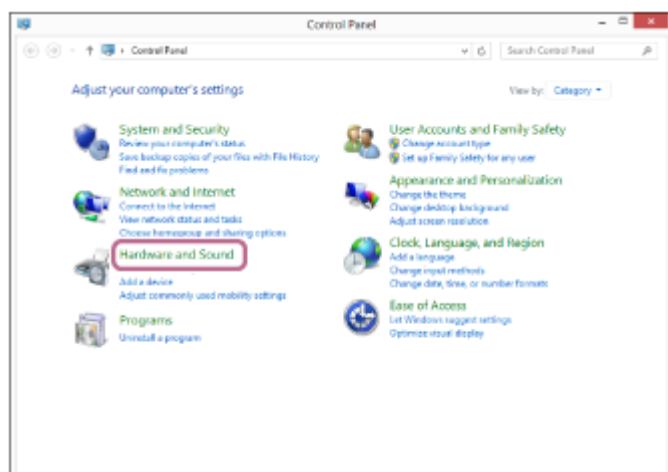 Control Panel
Control Panel
Search Control Panel
Adjust your computer's settings
View by: Category
System and Security
Review your computer's status
Save backup copies of your files with File History
Find and fix problems
Network and Internet
Connect to the Internet
View network status and tasks
Choose homegroup and sharing options
Hardware and Sound
Add a device
Adjust commonly used mobility settings
Programs
Uninstall a program
User Accounts and Family Safety
Change account type
Set up Family Safety for any user
Appearance and Personalization
Change the theme
Change desktop background
Adjust screen resolution
Clock, Language, and Region
Add a language
Change input methods
Change date, time, or number formats
Ease of Access
Let Windows suggest settings
Optimize visual display